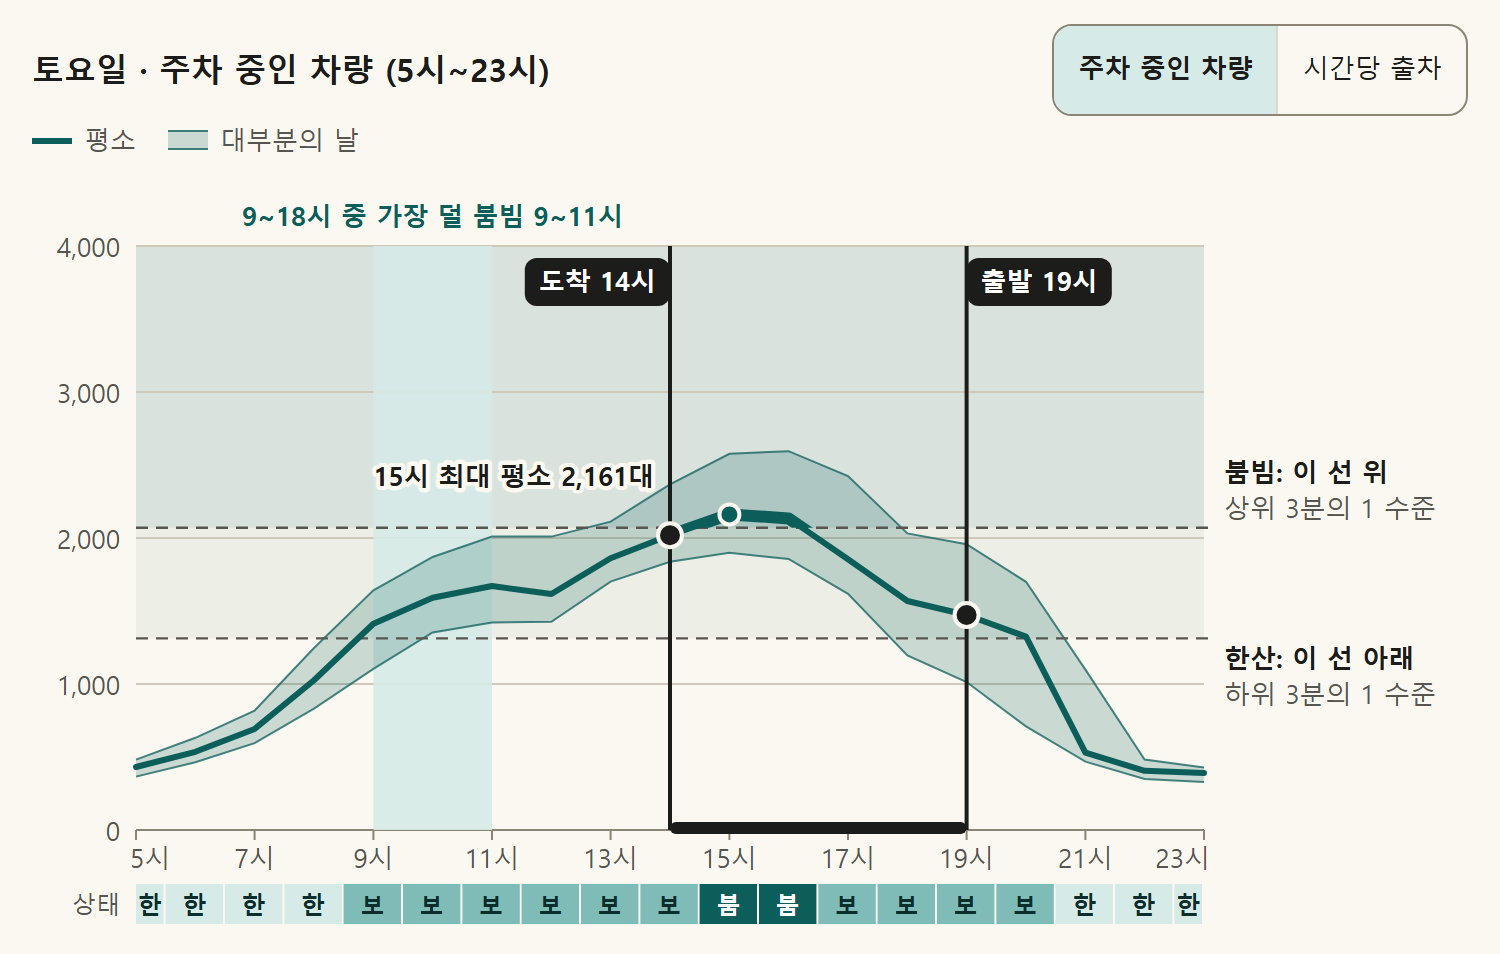 토요일 · 주차 중인 차량 (5시~23시)
주차 중인 차량
시간당 출차
평소
대부분의 날
9~18시 중 가장 덜 붐빔 9~11시
4,000
3,000
2,000
1,000
0
도착 14시
출발 19시
15시 최대 평소 2,161대
붐빔: 이 선 위
상위 3분의 1 수준
한산: 이 선 아래
하위 3분의 1 수준
5시 7시 9시 11시 13시 15시 17시 19시 21시 23시
상태 한 한 한 한 보 보 보 보 보 보 붐 붐 보 보 보 보 한 한 한